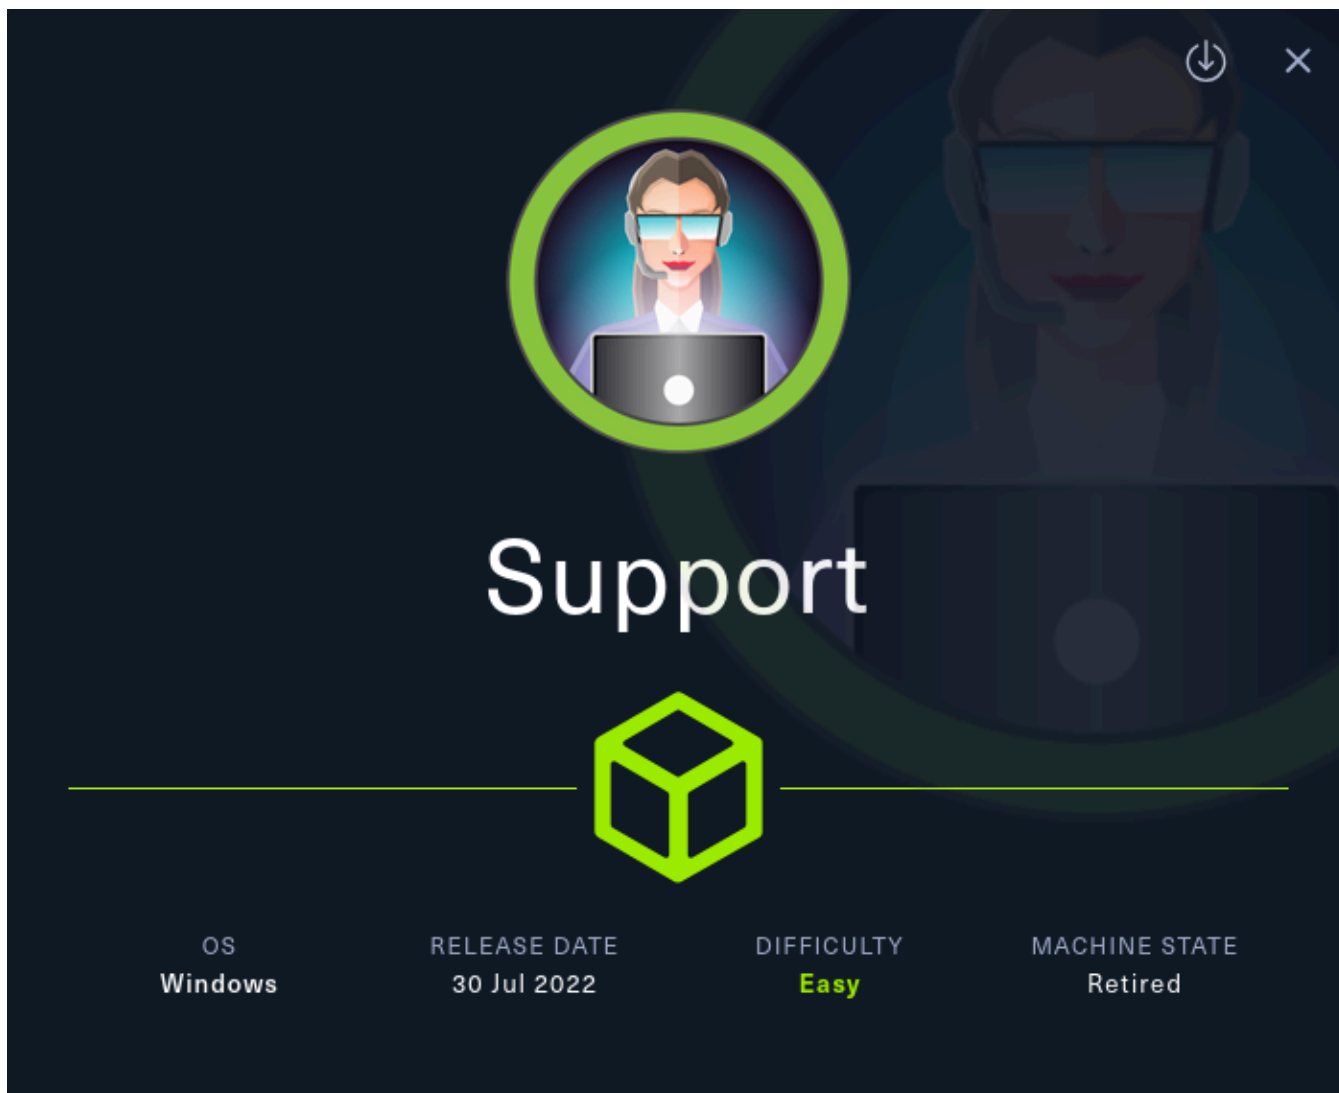 Support
OS
Windows
RELEASE DATE
30 Jul 2022
DIFFICULTY
Easy
MACHINE STATE
Retired